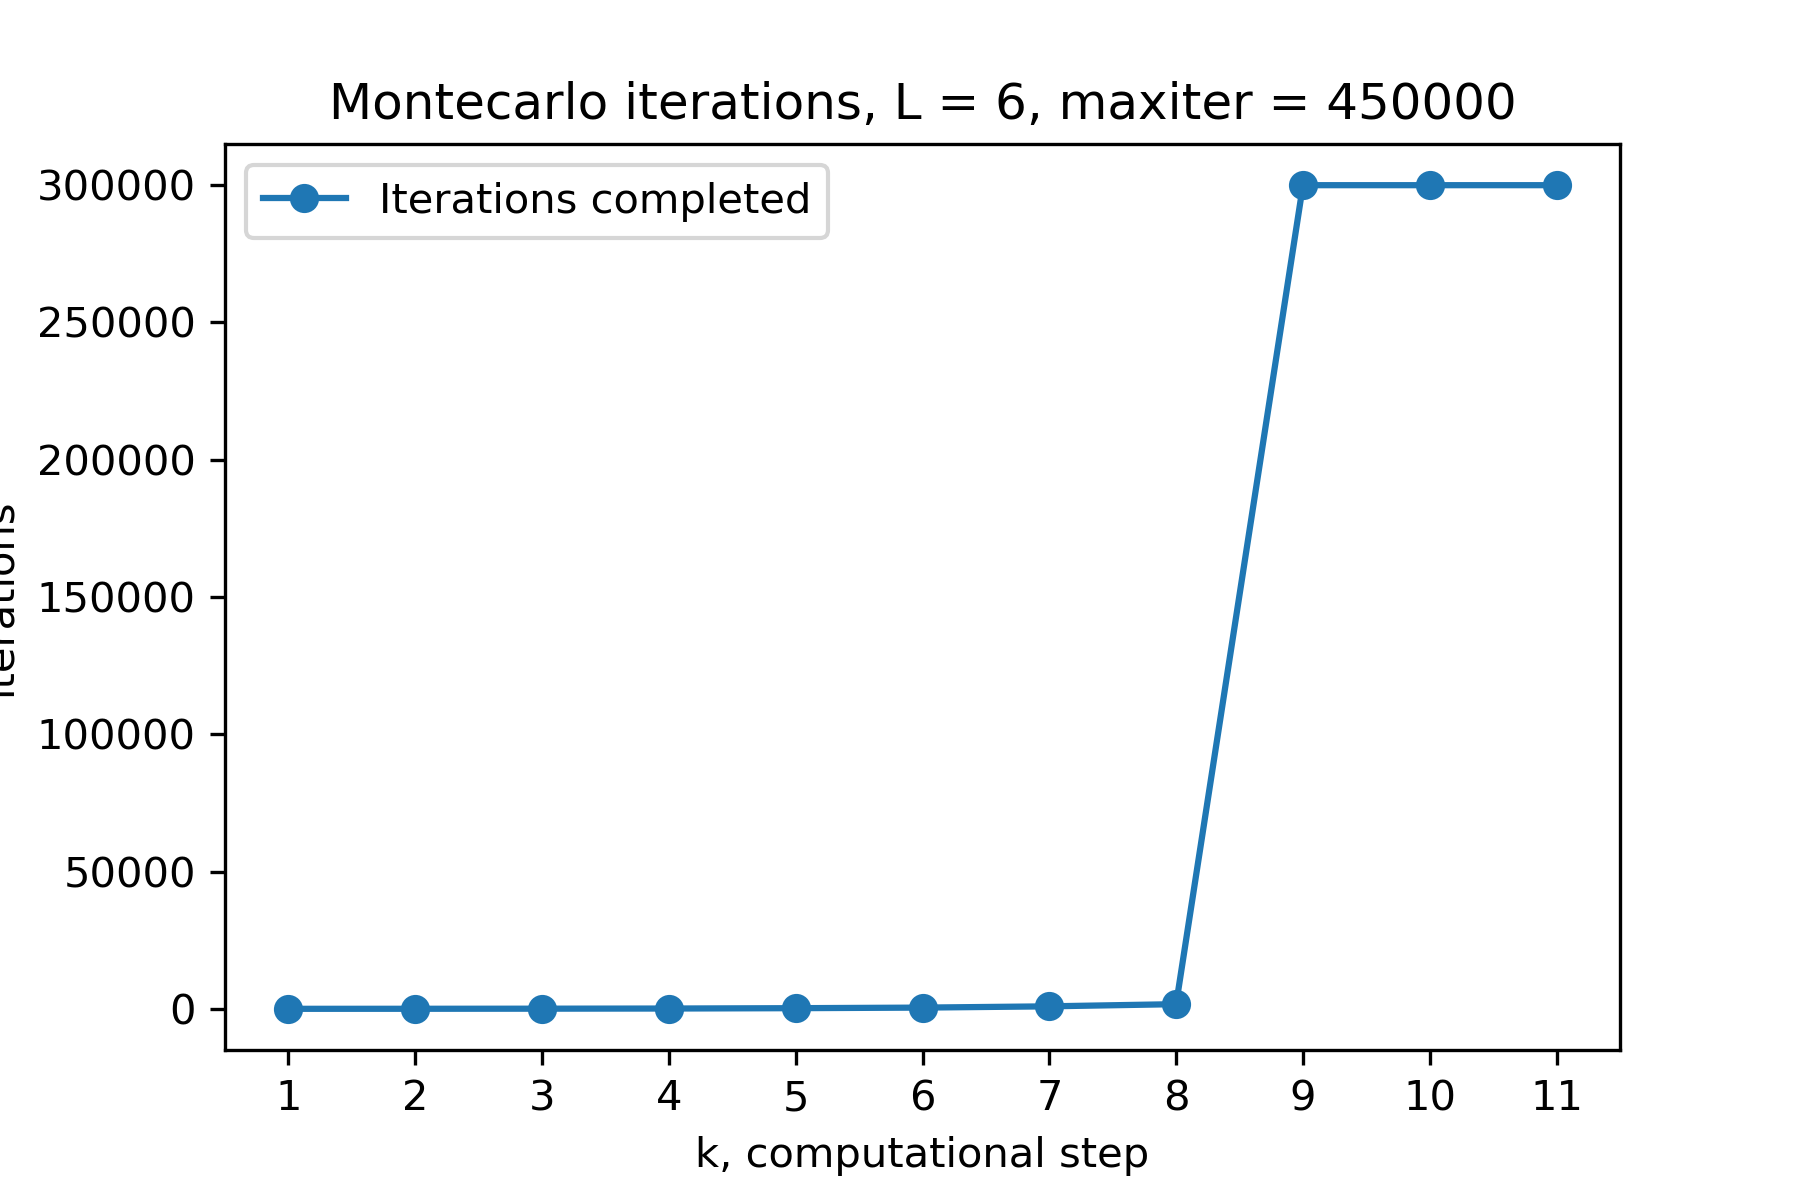 Montecarlo iterations, L = 6, maxiter = 450000
Iterations completed
300000
250000
200000
150000
100000
50000
0
iterations
1 2 3 4 5 6 7 8 9 10 11
k, computational step